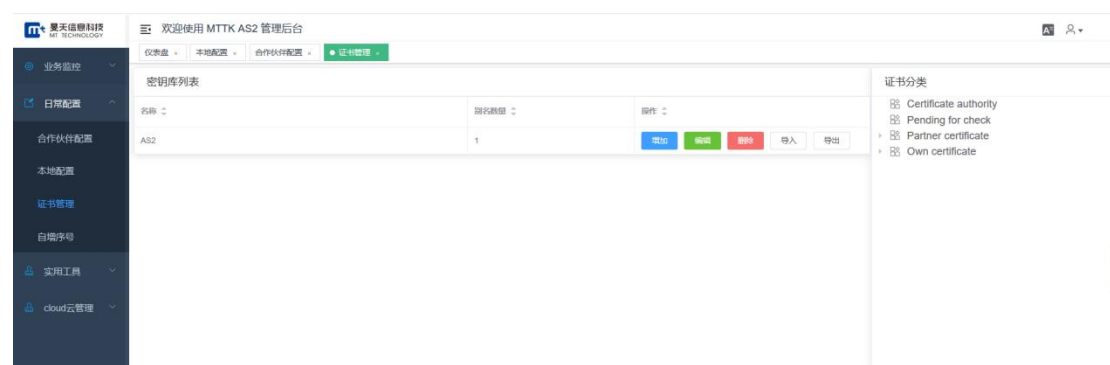 mt 曼天信息科技
MT TECHNOLOGY
欢迎使用 MTTK AS2 管理后台
A
仪表盘 × 本地配置 × 合作伙伴配置 × 证书管理 ×
业务监控
日常配置
合作伙伴配置
本地配置
证书管理
自增序号
实用工具
cloud云管理
密钥库列表
名称 别名数量 操作
AS2 1 增加 编辑 删除 导入 导出
证书分类
Certificate authority
Pending for check
Partner certificate
Own certificate